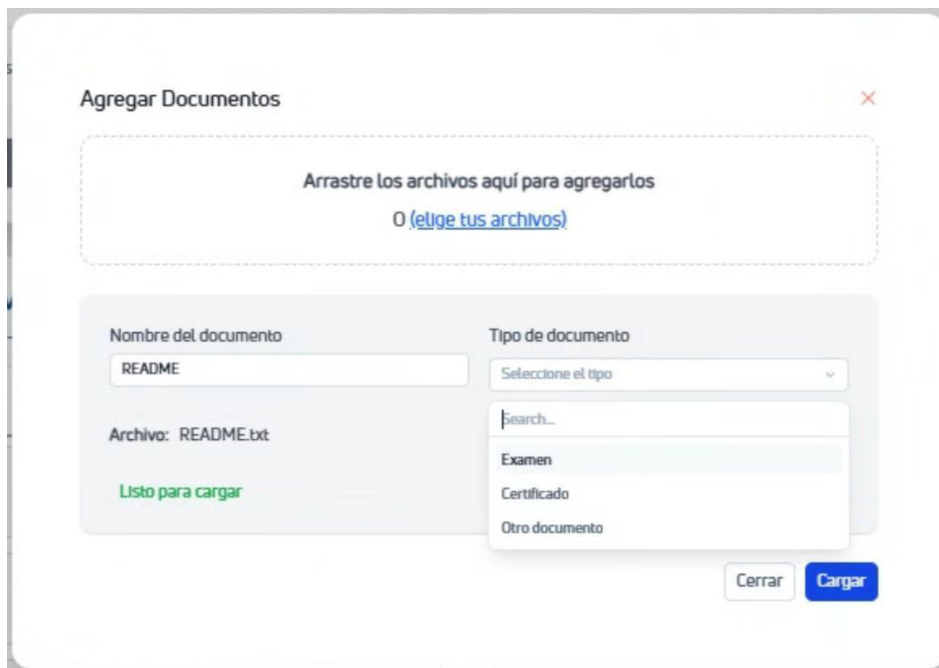 Agregar Documentos
Arrastre los archivos aquí para agregarlos
O (elige tus archivos)
Nombre del documento
README
Tipo de documento
Seleccione el tipo
Archivo: README.txt
Listo para cargar
Search...
Examen
Certificado
Otro documento
Cerrar
Cargar